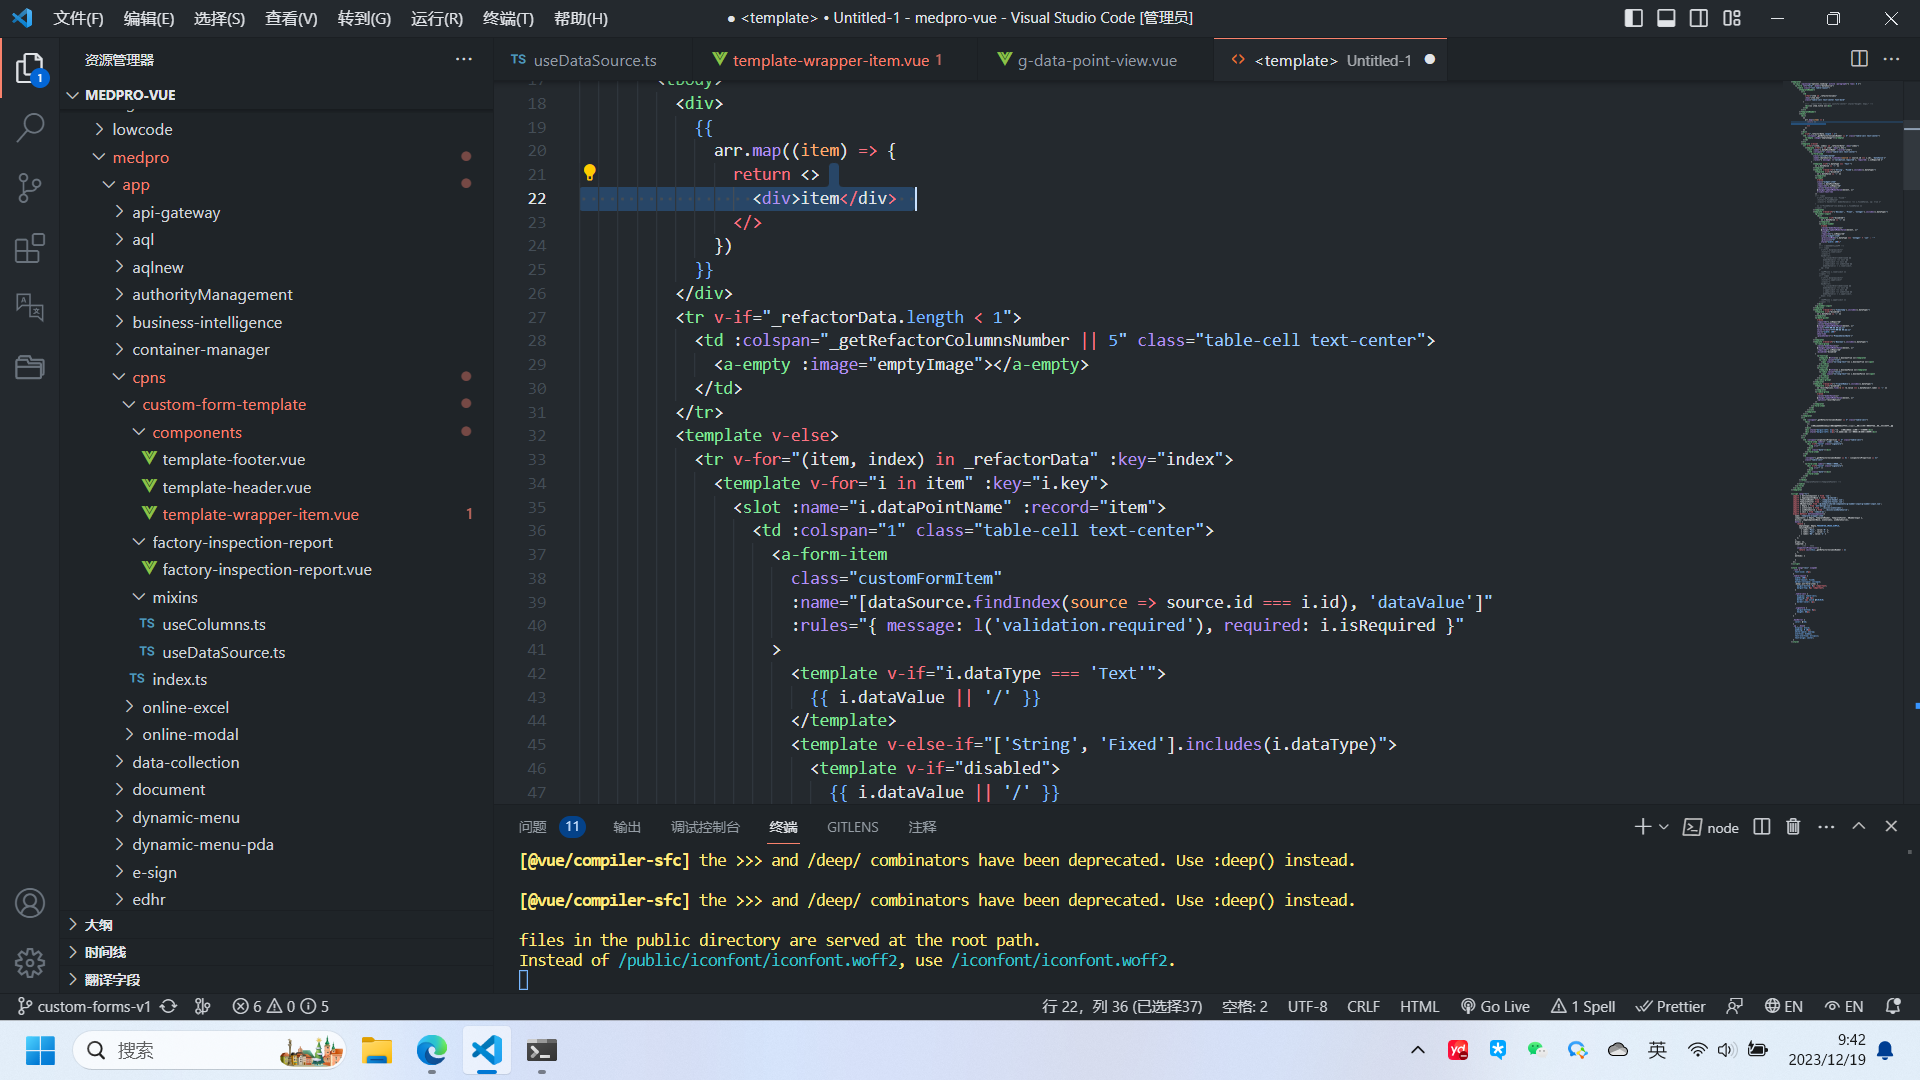 文件(F) 编辑(E) 选择(S) 查看(V) 转到(G) 运行(R) 终端(T) 帮助(H)
● <template> • Untitled-1 - medpro-vue - Visual Studio Code [管理员]
资源管理器
MEDPRO-VUE
lowcode
medpro
app
api-gateway
aql
aqlnew
authorityManagement
business-intelligence
container-manager
cpns
custom-form-template
components
template-footer.vue
template-header.vue
template-wrapper-item.vue 1
factory-inspection-report
factory-inspection-report.vue
mixins
TS useColumns.ts
TS useDataSource.ts
TS index.ts
online-excel
online-modal
data-collection
document
dynamic-menu
dynamic-menu-pda
e-sign
edhr
大纲
时间线
翻译字段
1
TS useDataSource.ts
template-wrapper-item.vue 1
g-data-point-view.vue
<template> Untitled-1
17 <tbody>
18 <div>
19 {{
20 arr.map((item) => {
21 return <>
22 <div>item</div>
23 </>
24 })
25 }}
26 </div>
27 <tr v-if="_refactorData.length < 1">
28 <td :colspan="_getRefactorColumnsNumber || 5" class="table-cell text-center">
29 <a-empty :image="emptyImage"></a-empty>
30 </td>
31 </tr>
32 <template v-else>
33 <tr v-for="(item, index) in _refactorData" :key="index">
34 <template v-for="i in item" :key="i.key">
35 <slot :name="i.dataPointName" :record="item">
36 <td :colspan="1" class="table-cell text-center">
37 <a-form-item
38 class="customFormItem"
39 :name="[dataSource.findIndex(source => source.id === i.id), 'dataValue']"
40 :rules="{ message: l('validation.required'), required: i.isRequired }"
41 >
42 <template v-if="i.dataType === 'Text'">
43 {{ i.dataValue || '/' }}
44 </template>
45 <template v-else-if="['String', 'Fixed'].includes(i.dataType)">
46 <template v-if="disabled">
47 {{ i.dataValue || '/' }}
问题 11 输出 调试控制台 终端 GITLENS 注释
node
[@vue/compiler-sfc] the >>> and /deep/ combinators have been deprecated. Use :deep() instead.
[@vue/compiler-sfc] the >>> and /deep/ combinators have been deprecated. Use :deep() instead.
files in the public directory are served at the root path.
Instead of /public/iconfont/iconfont.woff2, use /iconfont/iconfont.woff2.
custom-forms-v1 6 0 5
行 22，列 36 (已选择37) 空格: 2 UTF-8 CRLF HTML Go Live 1 Spell Prettier EN EN
搜索
英
9:42
2023/12/19